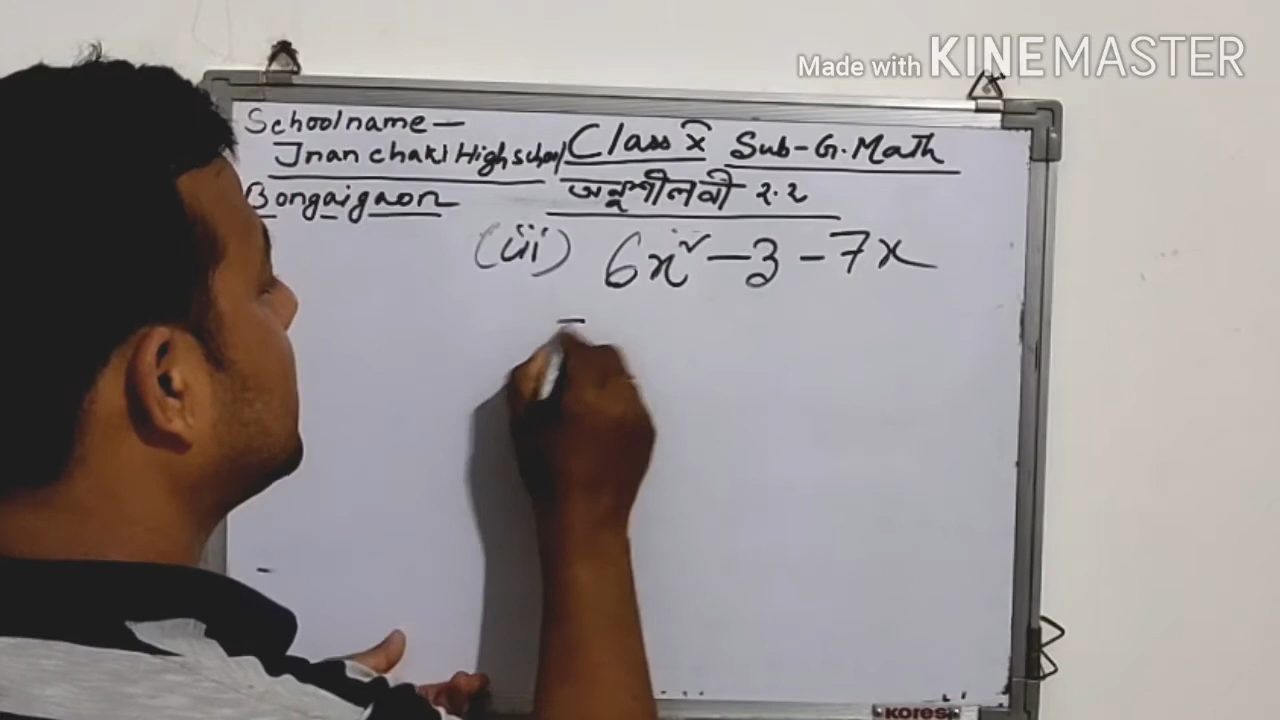 Made with KINEMASTER
School name —
Jnan chaki High school
Class X Sub - G. Math
Bongaigaon
অনুশীলনী ২.২
(iii) 6x² - 3 - 7x
kores